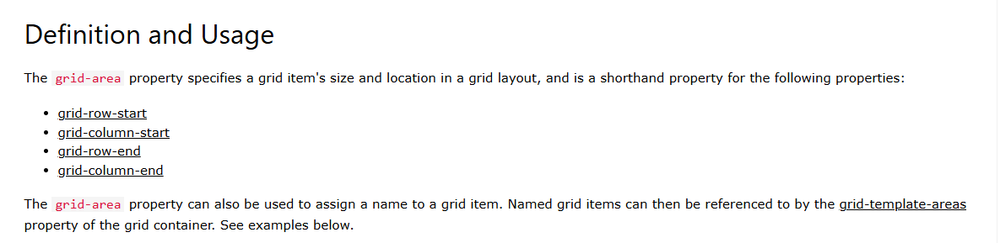 Definition and Usage
The grid-area property specifies a grid item's size and location in a grid layout, and is a shorthand property for the following properties:
• grid-row-start
• grid-column-start
• grid-row-end
• grid-column-end
The grid-area property can also be used to assign a name to a grid item. Named grid items can then be referenced to by the grid-template-areas
property of the grid container. See examples below.